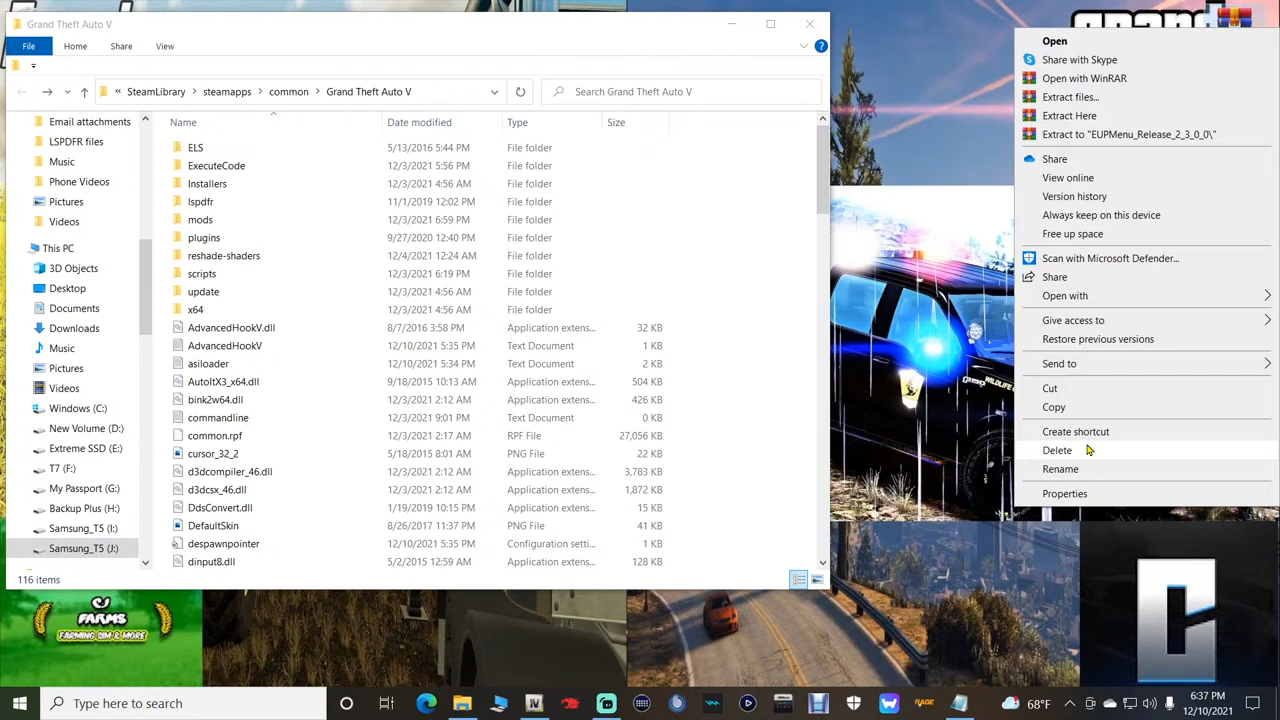 Grand Theft Auto V
File Home Share View
« SteamLibrary > steamapps > common > Grand Theft Auto V
Search Grand Theft Auto V
Email attachments
LSPDFR files
Music
Phone Videos
Pictures
Videos
This PC
3D Objects
Desktop
Documents
Downloads
Music
Pictures
Videos
Windows (C:)
New Volume (D:)
Extreme SSD (E:)
T7 (F:)
My Passport (G:)
Backup Plus (H:)
Samsung_T5 (I:)
Samsung_T5 (J:)
Name Date modified Type Size
ELS 5/13/2016 5:44 PM File folder
ExecuteCode 12/3/2021 5:56 PM File folder
Installers 12/3/2021 4:56 AM File folder
lspdfr 11/1/2019 12:02 PM File folder
mods 12/3/2021 6:59 PM File folder
plugins 9/27/2020 12:40 PM File folder
reshade-shaders 12/4/2021 12:24 AM File folder
scripts 12/3/2021 6:19 PM File folder
update 12/3/2021 4:56 AM File folder
x64 12/3/2021 4:56 AM File folder
AdvancedHookV.dll 8/7/2016 3:58 PM Application extens... 32 KB
AdvancedHookV 12/10/2021 5:35 PM Text Document 1 KB
asiloader 12/10/2021 5:34 PM Text Document 2 KB
AutoItX3_x64.dll 9/18/2015 10:13 AM Application extens... 504 KB
bink2w64.dll 12/3/2021 2:12 AM Application extens... 426 KB
commandline 12/3/2021 9:01 PM Text Document 0 KB
common.rpf 12/3/2021 2:17 AM RPF File 27,056 KB
cursor_32_2 5/15/2018 8:01 AM PNG File 22 KB
d3dcompiler_46.dll 12/3/2021 2:12 AM Application extens... 3,783 KB
d3dcsx_46.dll 12/3/2021 2:12 AM Application extens... 1,872 KB
DdsConvert.dll 1/19/2019 10:15 PM Application extens... 15 KB
DefaultSkin 8/26/2017 11:37 PM PNG File 41 KB
despawnpointer 12/10/2021 5:35 PM Configuration setti... 1 KB
dinput8.dll 5/2/2015 12:59 AM Application extens... 128 KB
116 items
Open
Share with Skype
Open with WinRAR
Extract files...
Extract Here
Extract to "EUPMenu_Release_2_3_0_0\"
Share
View online
Version history
Always keep on this device
Free up space
Scan with Microsoft Defender...
Share
Open with
Give access to
Restore previous versions
Send to
Cut
Copy
Create shortcut
Delete
Rename
Properties
FARMS
FARMING SIM & MORE
Type here to search
RAGE
68°F
6:37 PM
12/10/2021